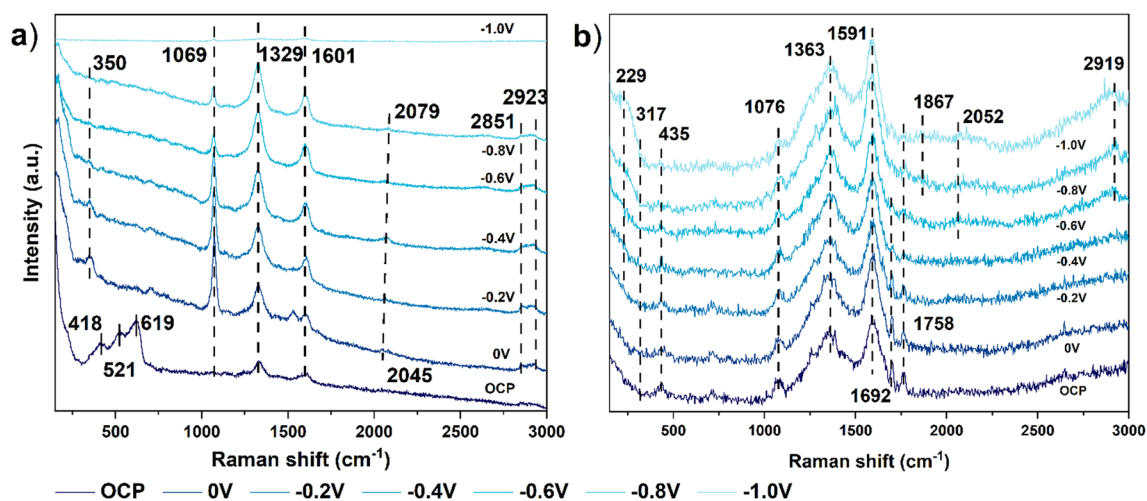 a)
-1.0V
350
1069
1329
1601
2079
2923
2851
-0.8V
-0.6V
-0.4V
-0.2V
418
619
521
0V
2045
OCP
Intensity (a.u.)
500
1000
1500
2000
2500
3000
Raman shift (cm⁻¹)
b)
1591
1363
2919
229
317
435
1076
1867
2052
-1.0V
-0.8V
-0.6V
-0.4V
-0.2V
1758
0V
1692
OCP
500
1000
1500
2000
2500
3000
Raman shift (cm⁻¹)
OCP
0V
-0.2V
-0.4V
-0.6V
-0.8V
-1.0V